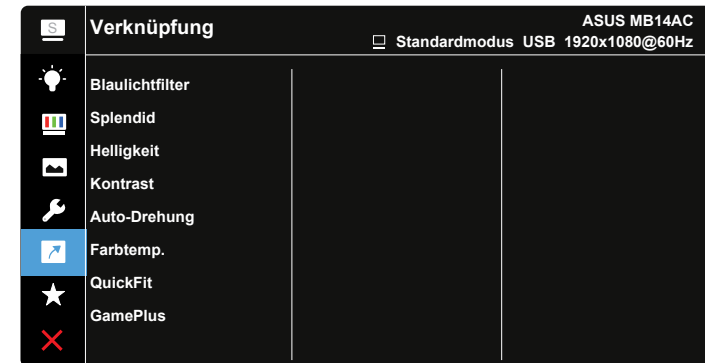 S
Verknüpfung
ASUS MB14AC
Standardmodus USB 1920x1080@60Hz
Blaulichtfilter
Splendid
Helligkeit
Kontrast
Auto-Drehung
Farbtemp.
QuickFit
GamePlus